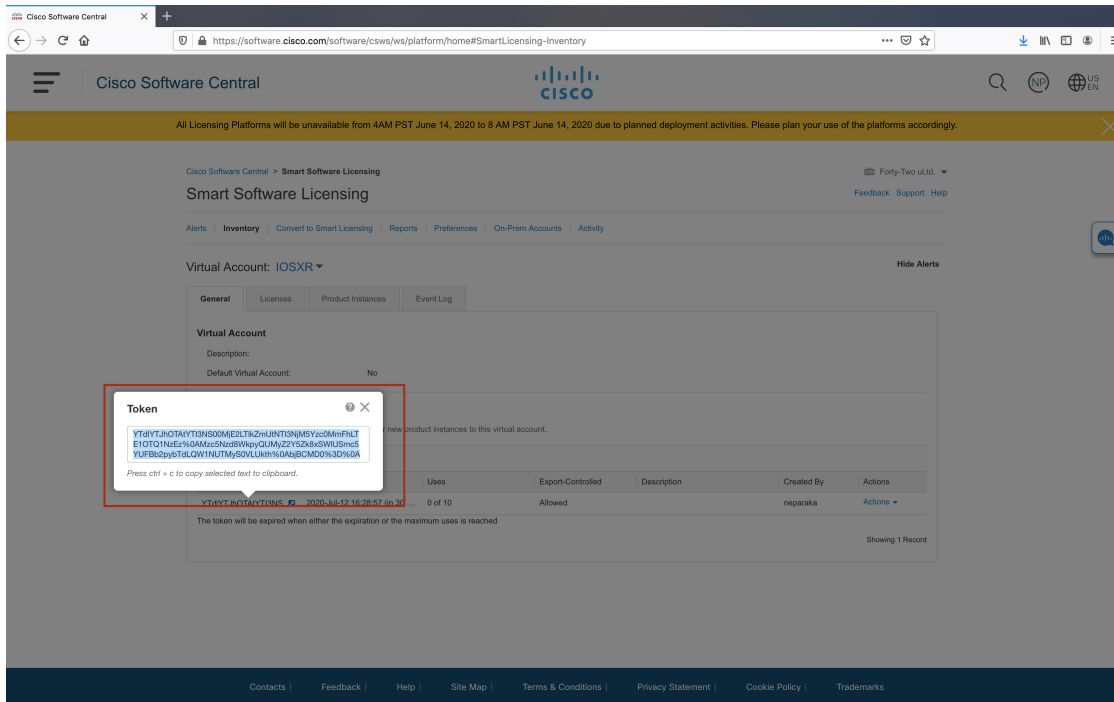 Cisco Software Central
https://software.cisco.com/software/csws/ws/platform/home#SmartLicensing-Inventory
Cisco Software Central
CISCO
NP
US
EN
All Licensing Platforms will be unavailable from 4AM PST June 14, 2020 to 8 AM PST June 14, 2020 due to planned deployment activities. Please plan your use of the platforms accordingly.
Cisco Software Central > Smart Software Licensing
Forty-Two uLtd.
Smart Software Licensing
Feedback Support Help
Alerts | Inventory | Convert to Smart Licensing | Reports | Preferences | On-Prem Accounts | Activity
Virtual Account: IOSXR
Hide Alerts
General Licenses Product Instances Event Log
Virtual Account
Description:
Default Virtual Account: No
Token
new product instances to this virtual account.
YTdlYTJhOTAtYTI3NS00MjE2LTlkZmUtNTI3NjM5Yzc0MmFhLT
E1OTQ1NzEz%0AMzc5Nzd8WkpyQUMyZ2Y5Zk8xSWlUSmc5
YUFBb2pybTdLQW1NUTMyS0VLUkth%0AbjBCMD0%3D%0A
Press ctrl + c to copy selected text to clipboard.
Uses Export-Controlled Description Created By Actions
YTdlYTJhOTAtYTI3NS 2020-Jul-12 16:28:57 (in 30 ... 0 of 10 Allowed neparaka Actions
The token will be expired when either the expiration or the maximum uses is reached
Showing 1 Record
Contacts | Feedback | Help | Site Map | Terms & Conditions | Privacy Statement | Cookie Policy | Trademarks